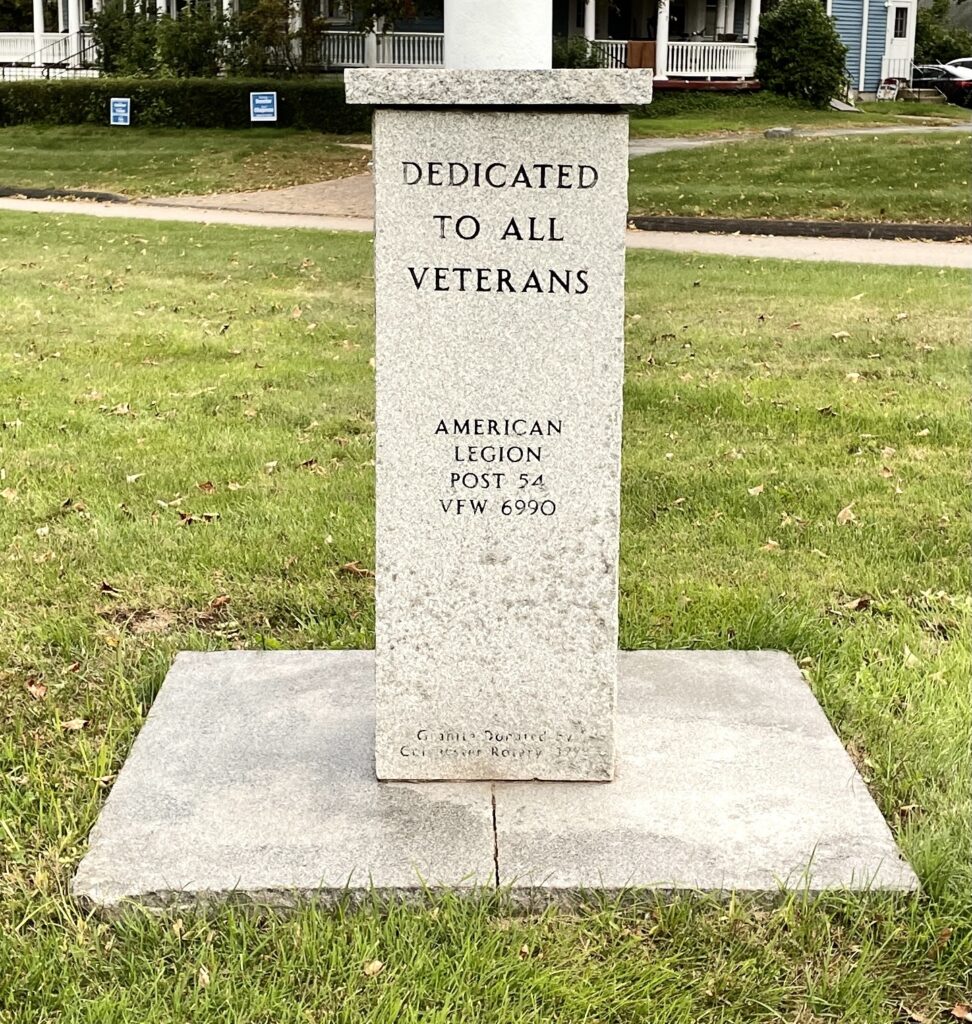 DEDICATED
TO ALL
VETERANS
AMERICAN
LEGION
POST 54
VFW 6990
Granite Donated By
Colchester Rotary